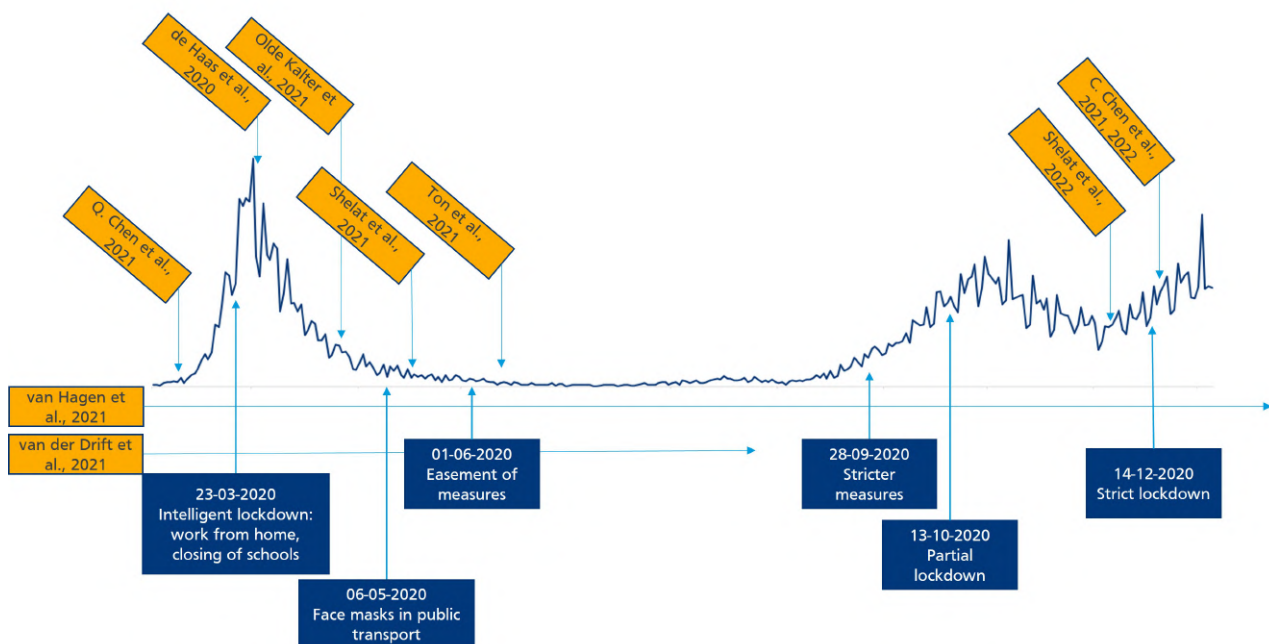 de Haas et al.,
2020
Olde Kalter et
al., 2021
Q. Chen et al.,
2021
Shelat et al.,
2021
Ton et al.,
2021
Shelat et al.,
2022
C. Chen et al.,
2021, 2022
van Hagen et
al., 2021
van der Drift et
al., 2021
23-03-2020
Intelligent lockdown:
work from home,
closing of schools
06-05-2020
Face masks in public
transport
01-06-2020
Easement of
measures
28-09-2020
Stricter
measures
13-10-2020
Partial
lockdown
14-12-2020
Strict lockdown